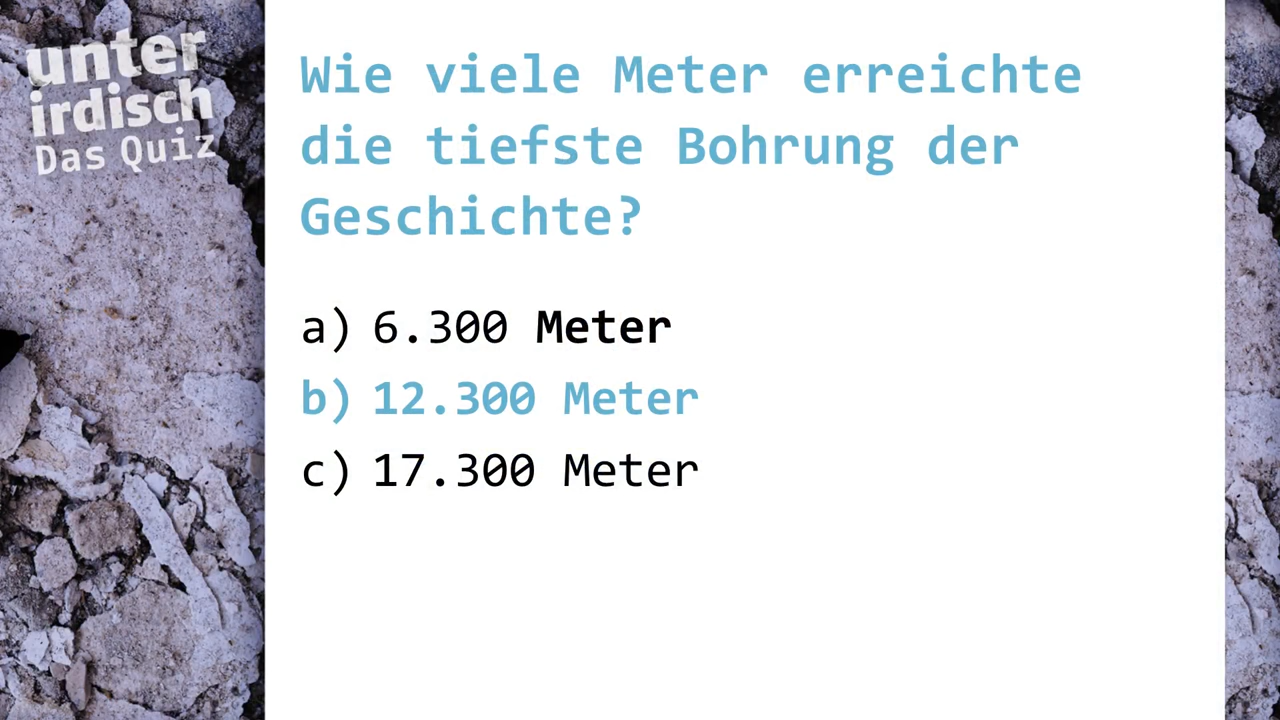 unter
irdisch
Das Quiz
Wie viele Meter erreichte
die tiefste Bohrung der
Geschichte?
a) 6.300 Meter
b) 12.300 Meter
c) 17.300 Meter